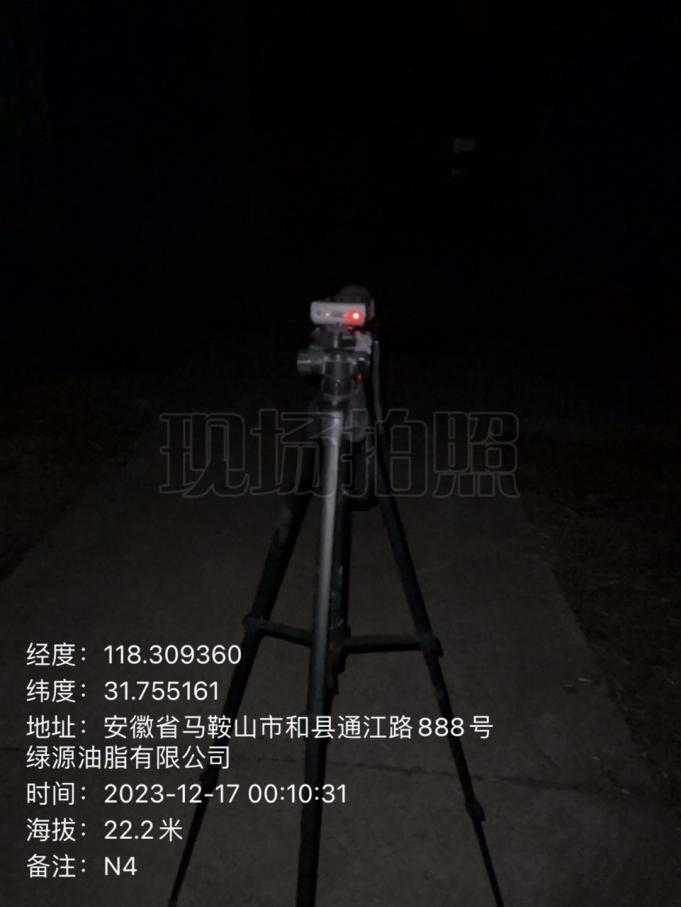 现场拍照
经度：118.309360
纬度：31.755161
地址：安徽省马鞍山市和县通江路888号
绿源油脂有限公司
时间：2023-12-17 00:10:31
海拔：22.2米
备注：N4